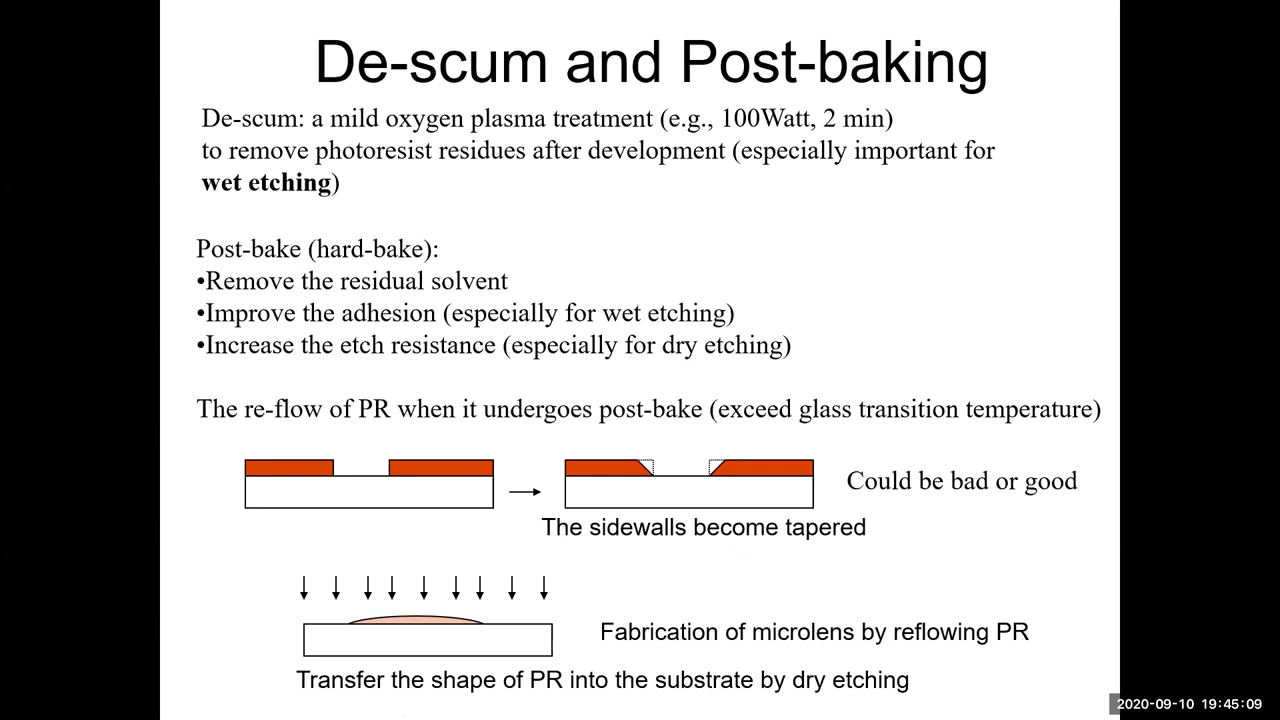 De-scum and Post-baking
De-scum: a mild oxygen plasma treatment (e.g., 100Watt, 2 min)
to remove photoresist residues after development (especially important for
wet etching)
Post-bake (hard-bake):
•Remove the residual solvent
•Improve the adhesion (especially for wet etching)
•Increase the etch resistance (especially for dry etching)
The re-flow of PR when it undergoes post-bake (exceed glass transition temperature)
Could be bad or good
The sidewalls become tapered
Fabrication of microlens by reflowing PR
Transfer the shape of PR into the substrate by dry etching
2020-09-10 19:45:09